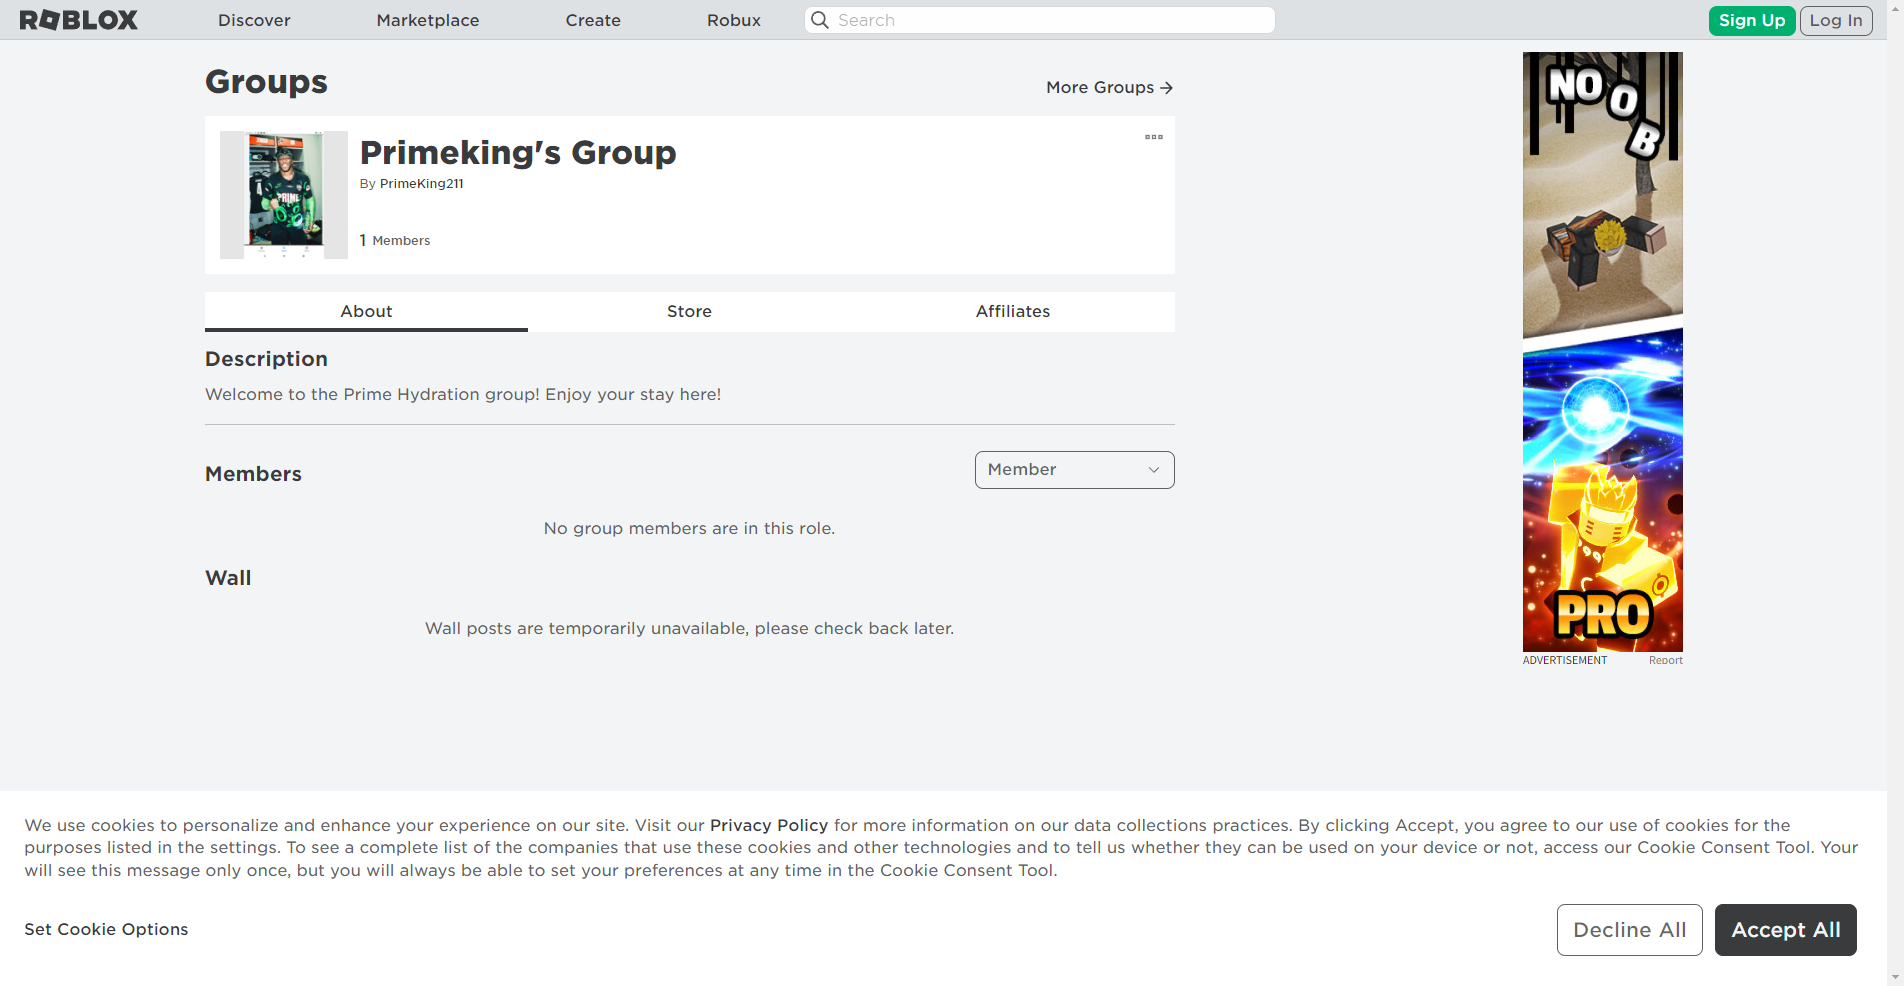 ROBLOX
Discover
Marketplace
Create
Robux
Search
Sign Up
Log In
Groups
More Groups
Primeking's Group
By PrimeKing211
1 Members
PRIME
About
Store
Affiliates
Description
Welcome to the Prime Hydration group! Enjoy your stay here!
Members
Member
No group members are in this role.
Wall
Wall posts are temporarily unavailable, please check back later.
NOOB
PRO
ADVERTISEMENT
Report
We use cookies to personalize and enhance your experience on our site. Visit our Privacy Policy for more information on our data collections practices. By clicking Accept, you agree to our use of cookies for the
purposes listed in the settings. To see a complete list of the companies that use these cookies and other technologies and to tell us whether they can be used on your device or not, access our Cookie Consent Tool. Your
will see this message only once, but you will always be able to set your preferences at any time in the Cookie Consent Tool.
Set Cookie Options
Decline All
Accept All